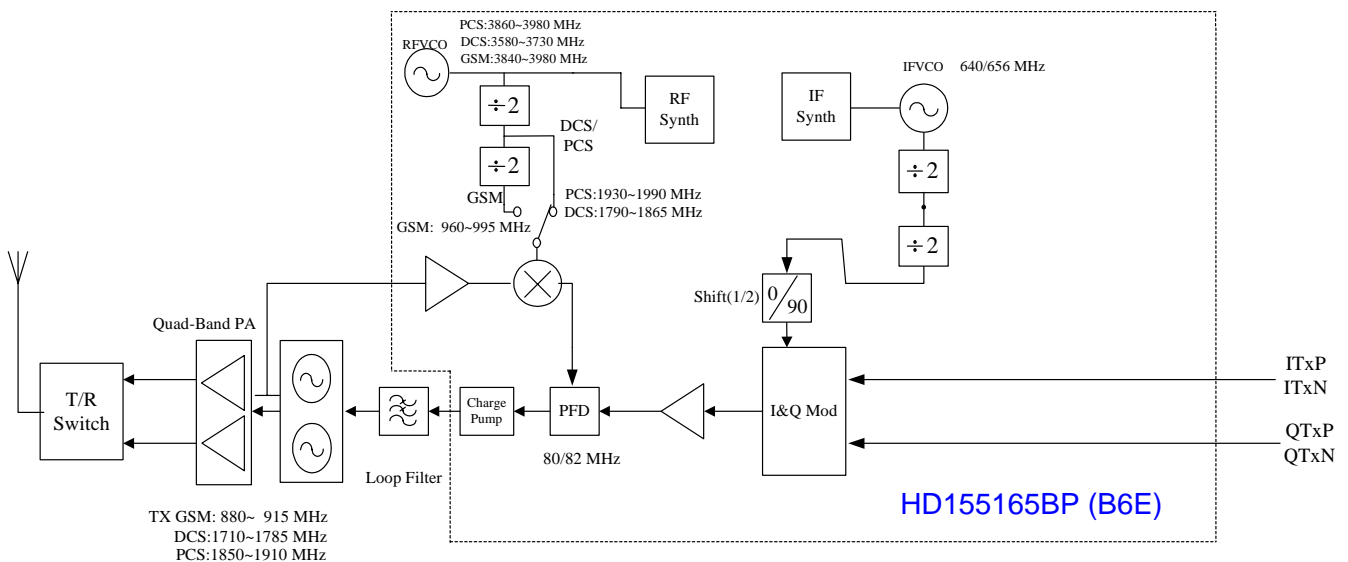 PCS:3860~3980 MHz
RFVCO
DCS:3580~3730 MHz
GSM:3840~3980 MHz
IFVCO
640/656 MHz
÷2
RF
Synth
IF
Synth
DCS/
PCS
÷2
÷2
GSM
PCS:1930~1990 MHz
DCS:1790~1865 MHz
GSM: 960~995 MHz
÷2
Shift(1/2)
0/90
Quad-Band PA
T/R
Switch
Charge
Pump
PFD
I&Q Mod
ITxP
ITxN
QTxP
QTxN
80/82 MHz
Loop Filter
HD155165BP (B6E)
TX GSM: 880~ 915 MHz
DCS:1710~1785 MHz
PCS:1850~1910 MHz